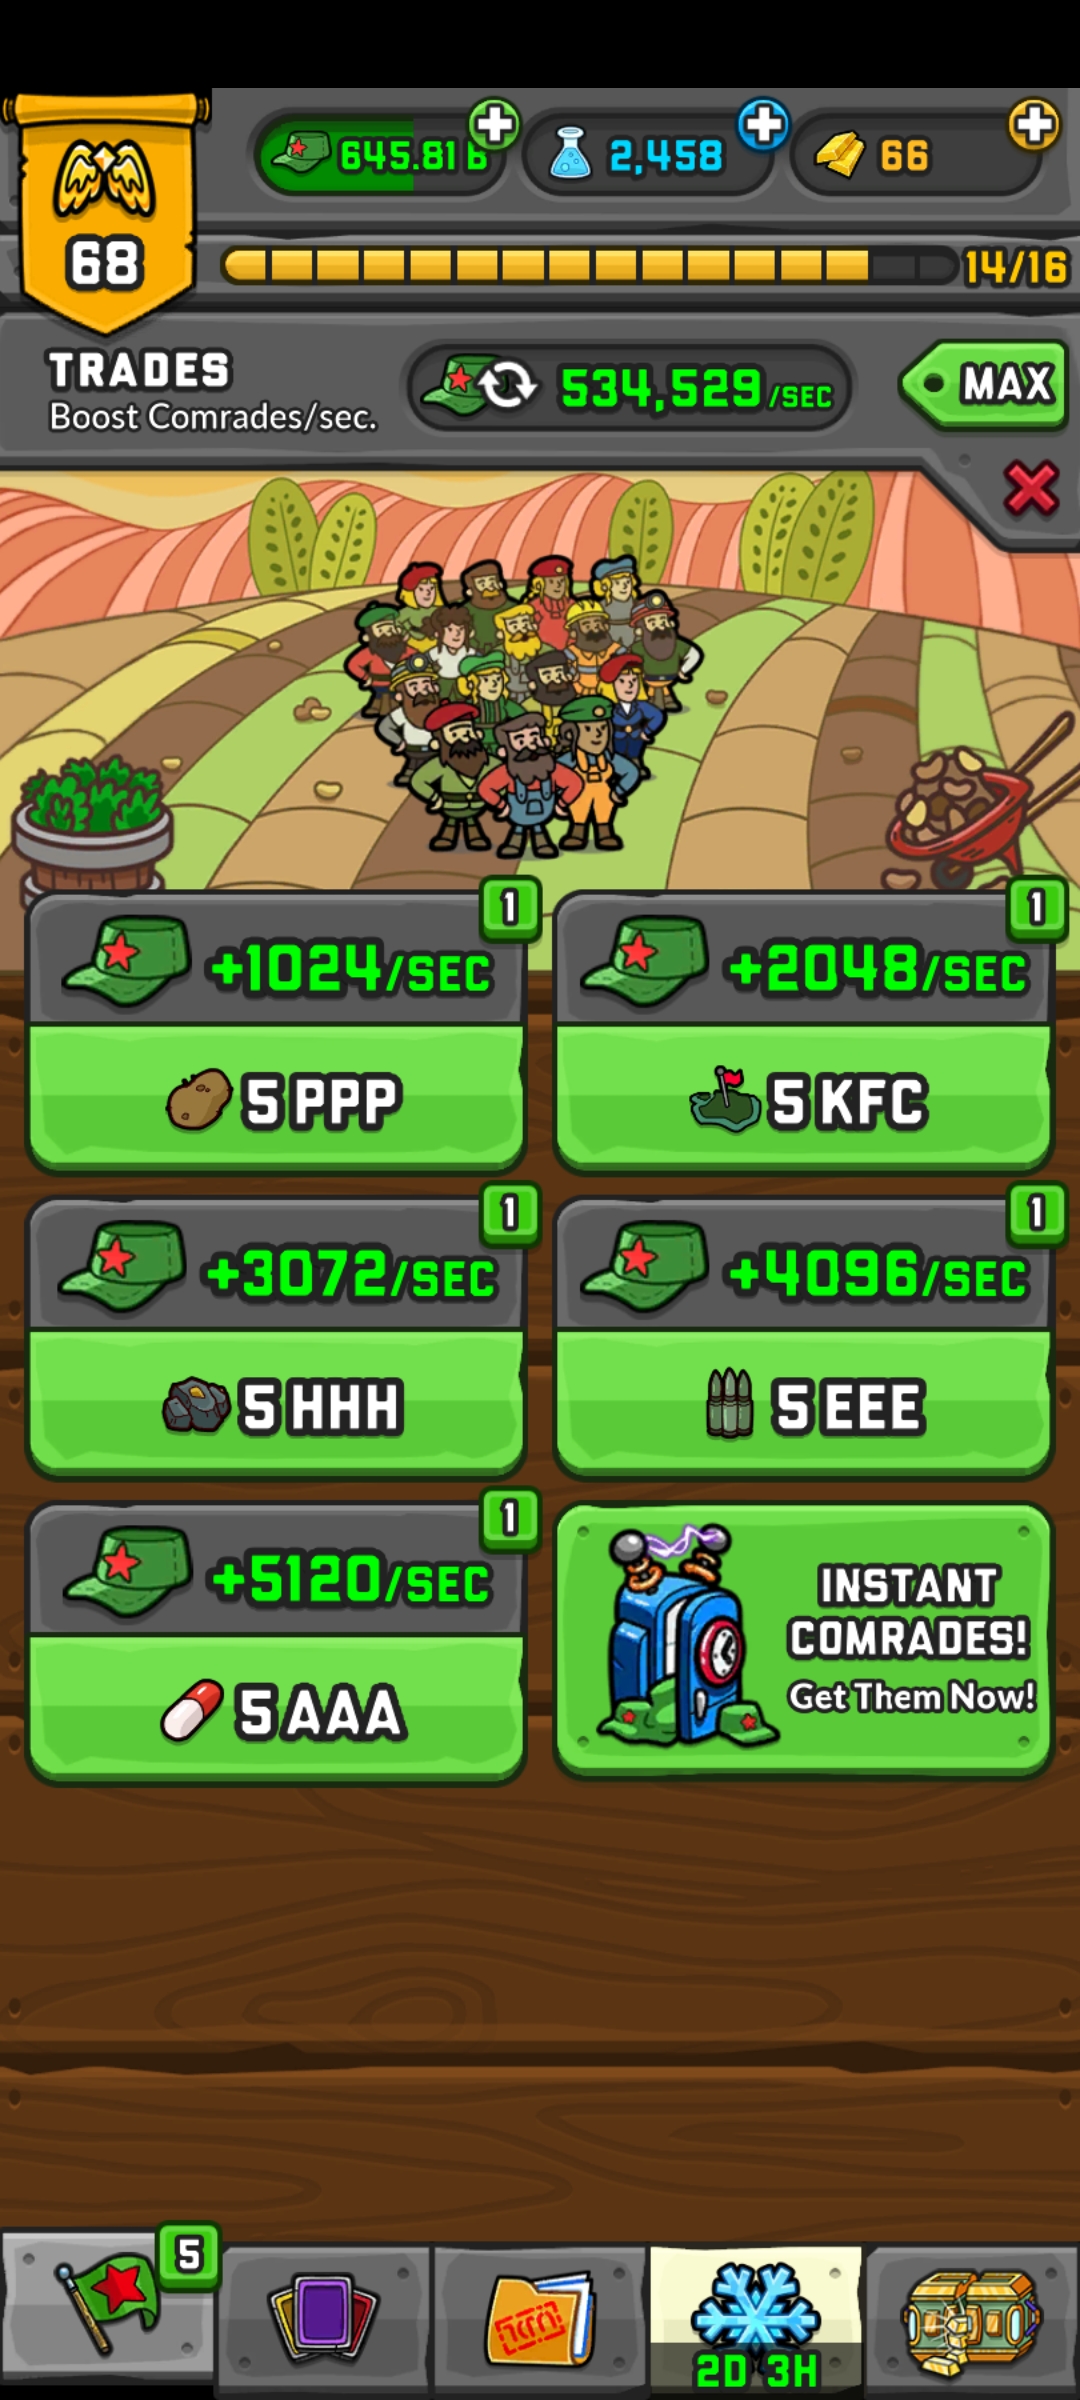 645.81 B
2,458
66
68
14/16
TRADES
Boost Comrades/sec.
534,529/SEC
MAX
1
+1024/SEC
5 PPP
1
+2048/SEC
5 KFC
1
+3072/SEC
5 HHH
1
+4096/SEC
5 EEE
1
+5120/SEC
5 AAA
INSTANT
COMRADES!
Get Them Now!
5
2D 3H